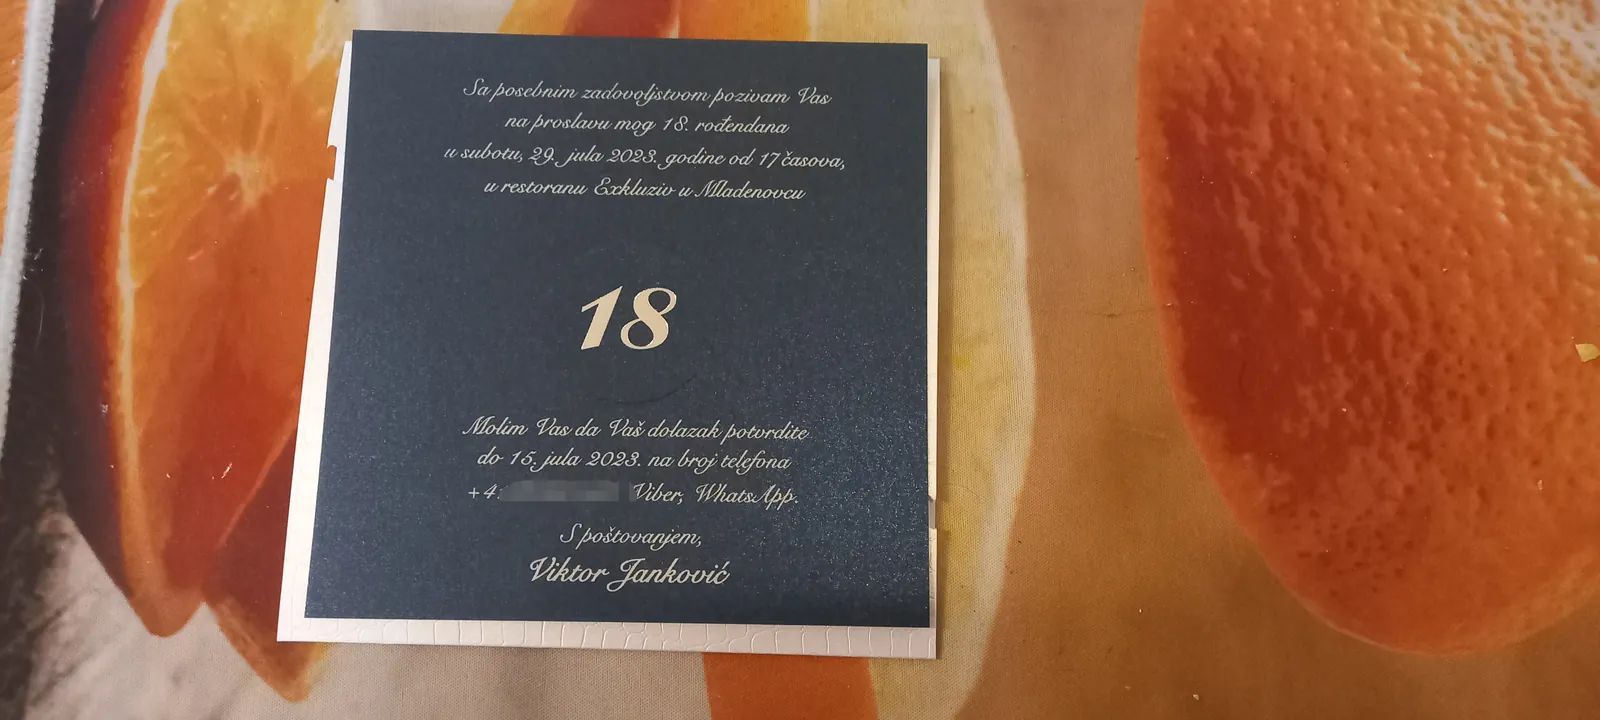 Sa posebnim zadovoljstvom pozivam Vas
na proslavu mog 18. rođendana
u subotu, 29. jula 2023. godine od 17 časova,
u restoranu Exkluziv u Mladenovcu
18
Molim Vas da Vaš dolazak potvrdite
do 15. jula 2023. na broj telefona
+4 Viber, WhatsApp.
S poštovanjem,
Viktor Janković